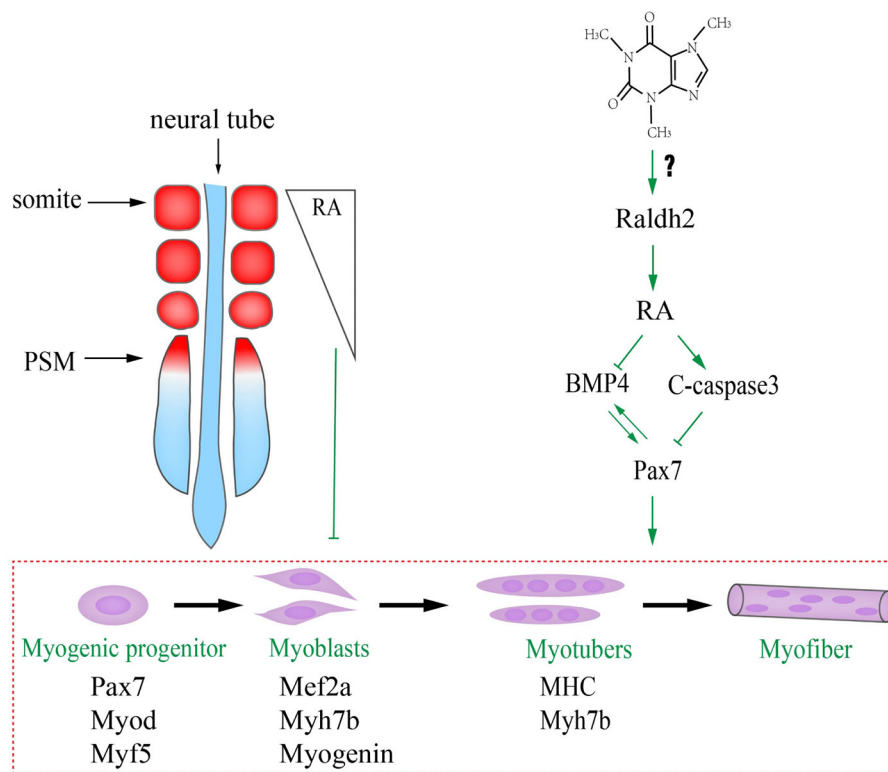 neural tube
somite
RA
PSM
O
H₃C
CH₃
N
N
O
N
N
CH₃
?
Raldh2
RA
BMP4
C-caspase3
Pax7
Myogenic progenitor
Myoblasts
Myotubers
Myofiber
Pax7
Mef2a
MHC
Myod
Myh7b
Myh7b
Myf5
Myogenin